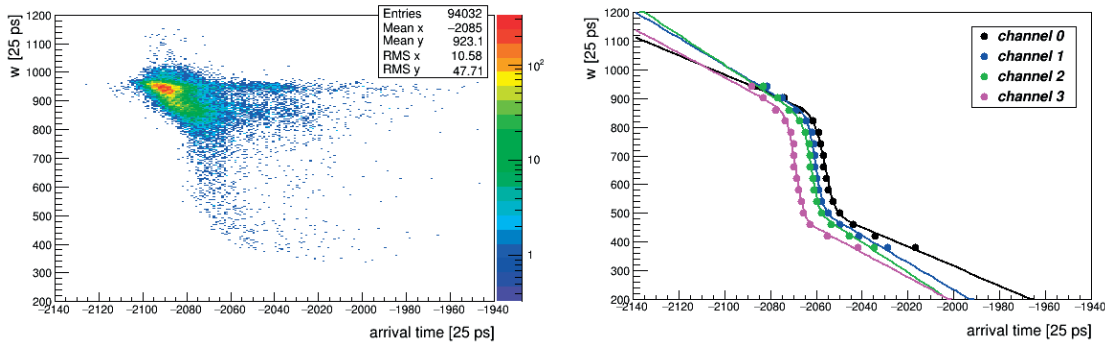 Entries 94032
Mean x −2085
Mean y 923.1
RMS x 10.58
RMS y 47.71
w [25 ps]
1200
1100
1000
900
800
700
600
500
400
300
200
−2140 −2120 −2100 −2080 −2060 −2040 −2020 −2000 −1980 −1960 −1940
arrival time [25 ps]
10²
10
1
w [25 ps]
1200
1100
1000
900
800
700
600
500
400
300
200
−2140 −2120 −2100 −2080 −2060 −2040 −2020 −2000 −1980 −1960 −1940
arrival time [25 ps]
channel 0
channel 1
channel 2
channel 3